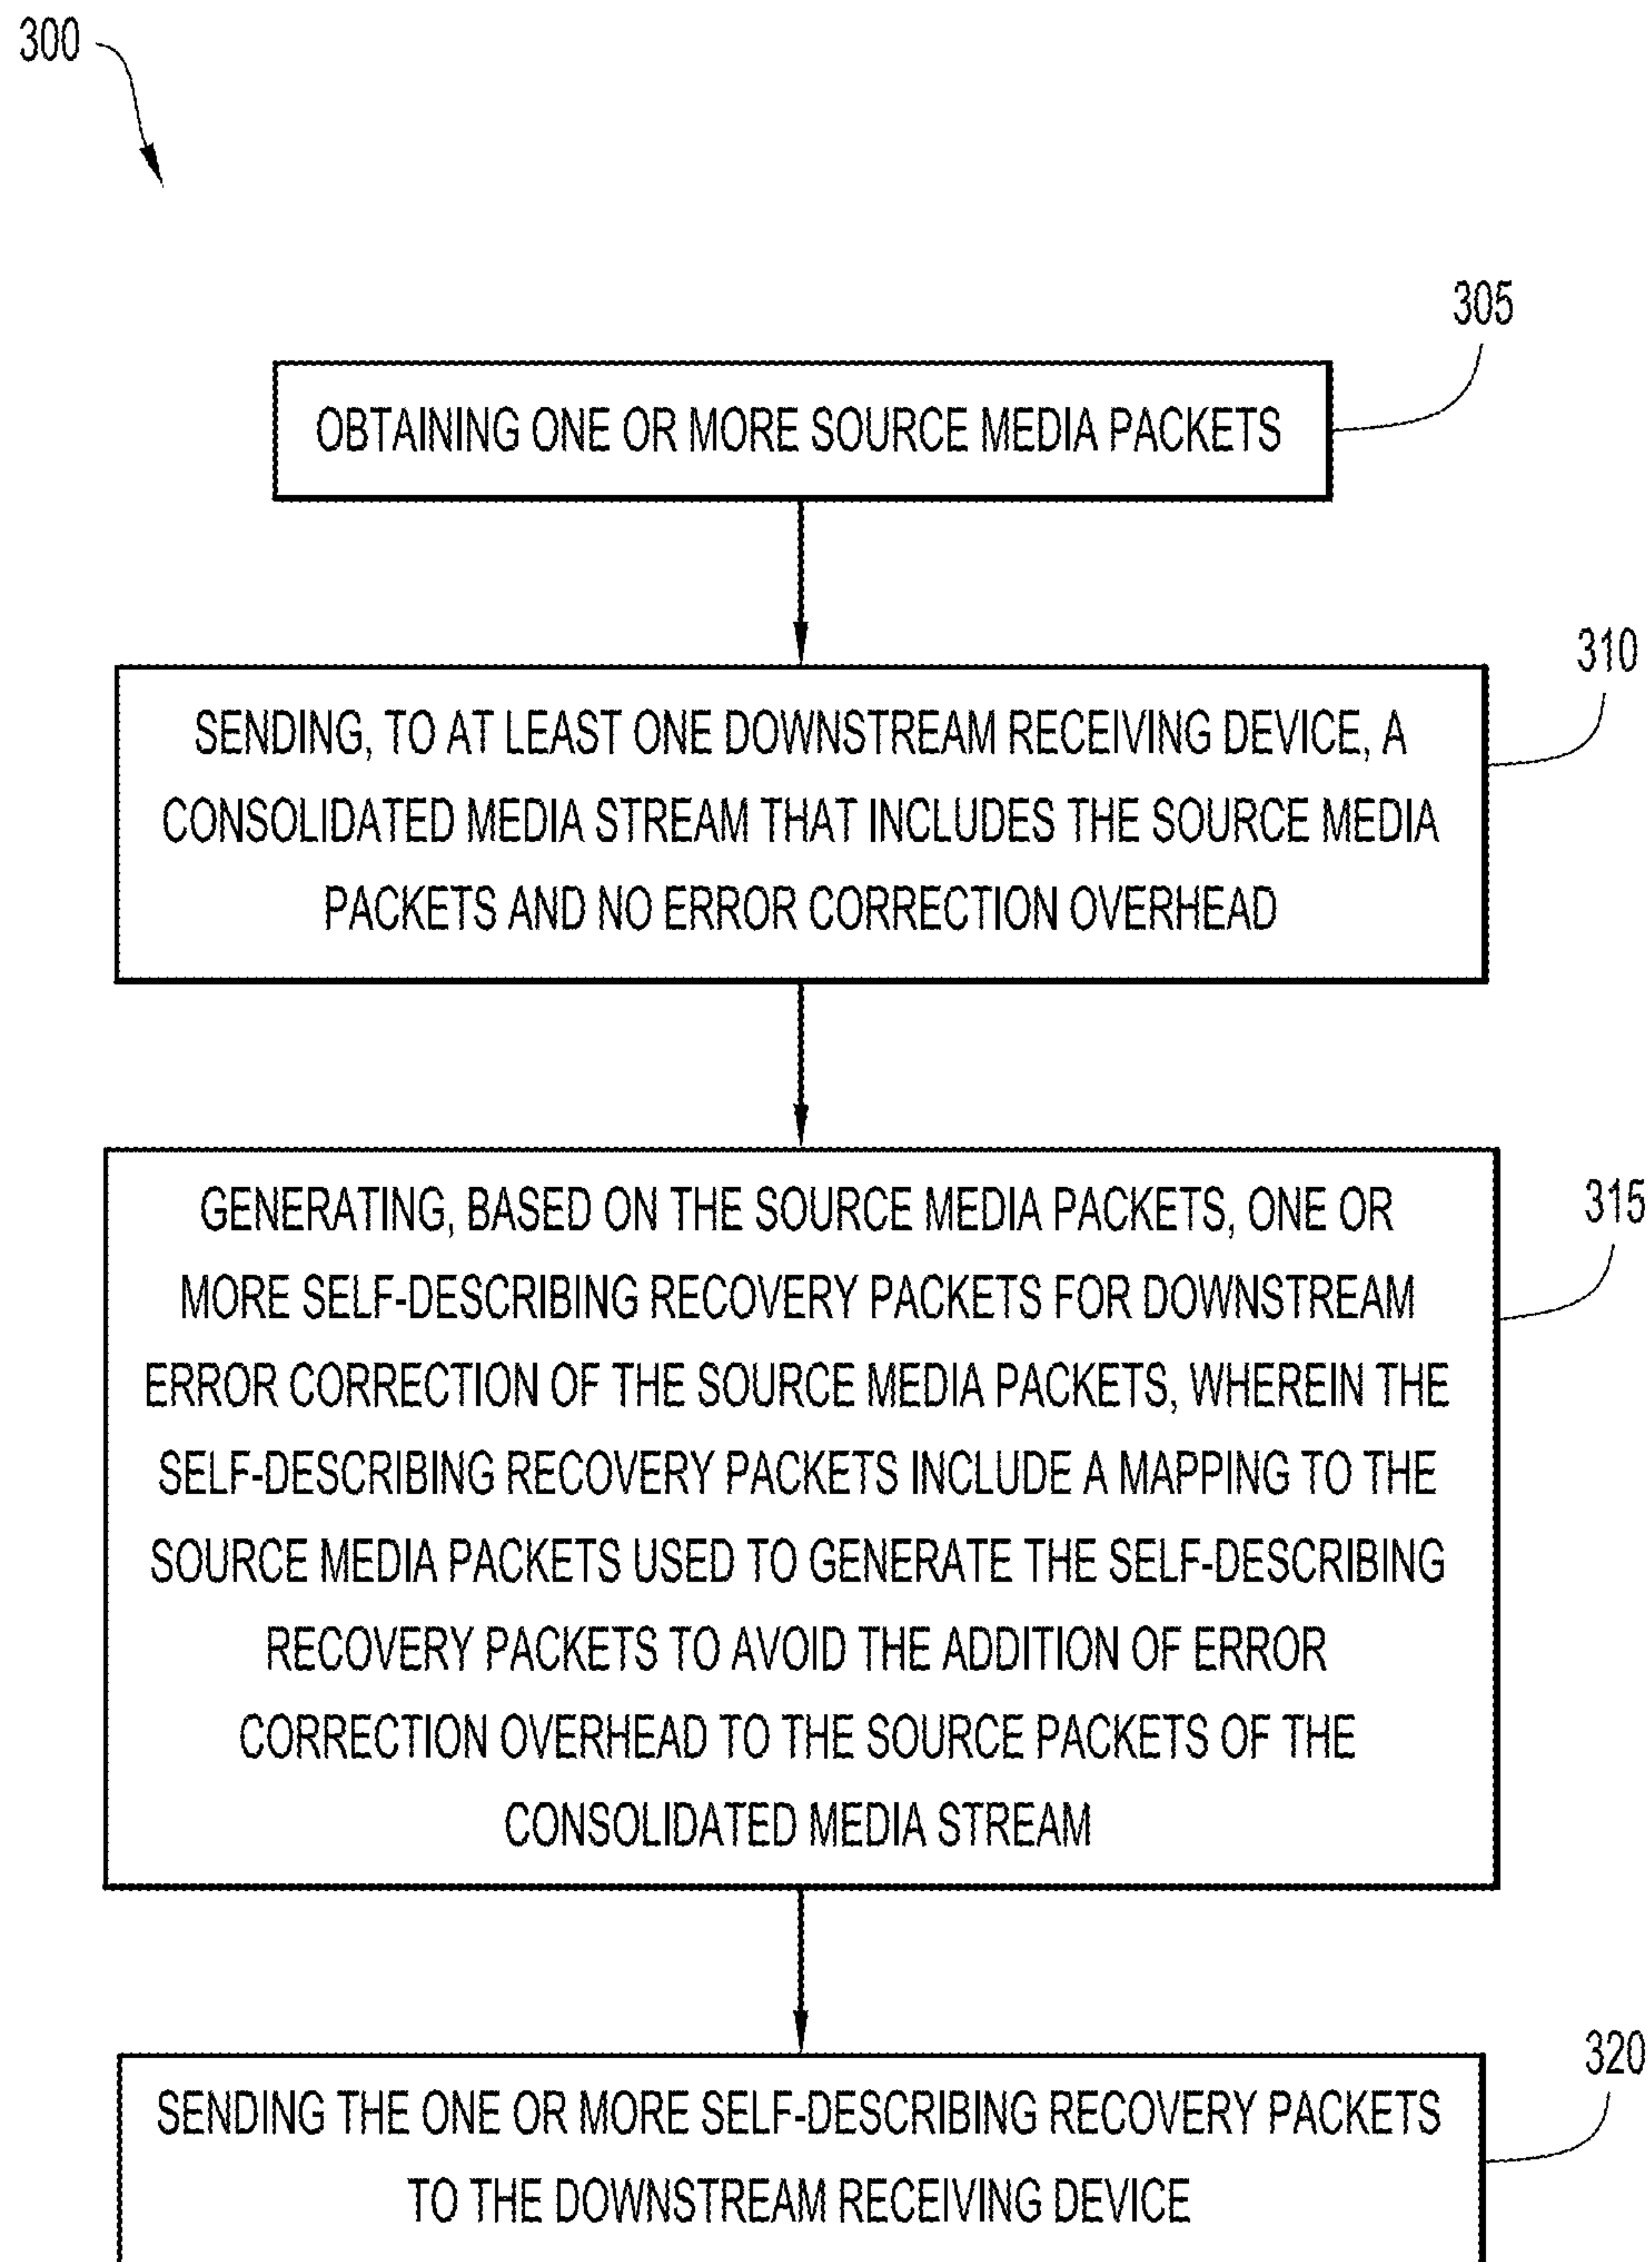 300
305
OBTAINING ONE OR MORE SOURCE MEDIA PACKETS
310
SENDING, TO AT LEAST ONE DOWNSTREAM RECEIVING DEVICE, A
CONSOLIDATED MEDIA STREAM THAT INCLUDES THE SOURCE MEDIA
PACKETS AND NO ERROR CORRECTION OVERHEAD
315
GENERATING, BASED ON THE SOURCE MEDIA PACKETS, ONE OR
MORE SELF-DESCRIBING RECOVERY PACKETS FOR DOWNSTREAM
ERROR CORRECTION OF THE SOURCE MEDIA PACKETS, WHEREIN THE
SELF-DESCRIBING RECOVERY PACKETS INCLUDE A MAPPING TO THE
SOURCE MEDIA PACKETS USED TO GENERATE THE SELF-DESCRIBING
RECOVERY PACKETS TO AVOID THE ADDITION OF ERROR
CORRECTION OVERHEAD TO THE SOURCE PACKETS OF THE
CONSOLIDATED MEDIA STREAM
320
SENDING THE ONE OR MORE SELF-DESCRIBING RECOVERY PACKETS
TO THE DOWNSTREAM RECEIVING DEVICE